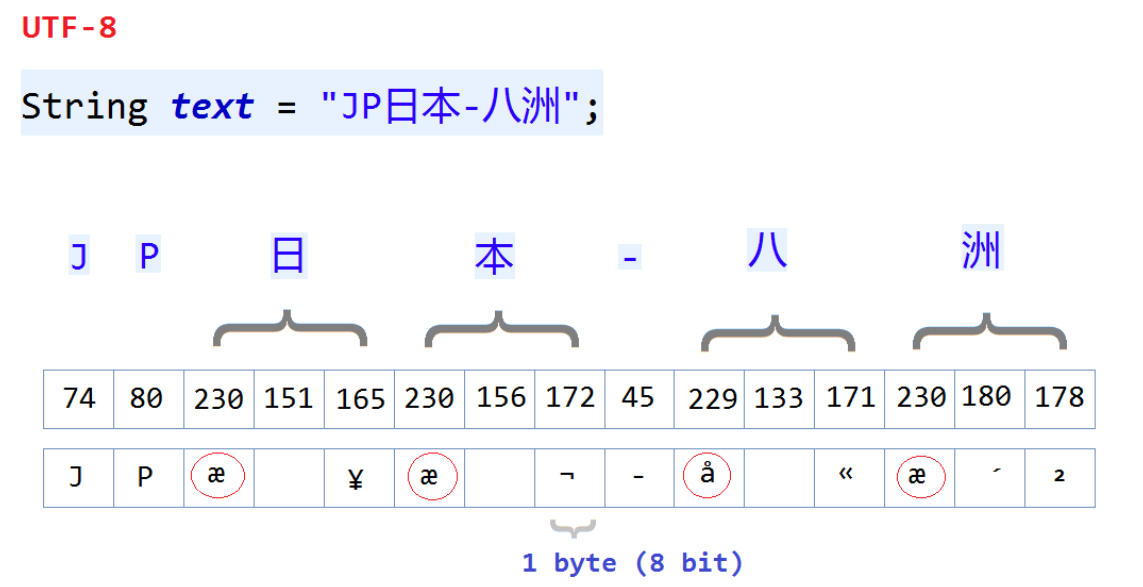 UTF-8
String text = "JP日本-八洲";
J P 日 本 - 八 洲
74 80 230 151 165 230 156 172 45 229 133 171 230 180 178
J P æ ¥ æ ¬ - å « æ ´ ²
1 byte (8 bit)